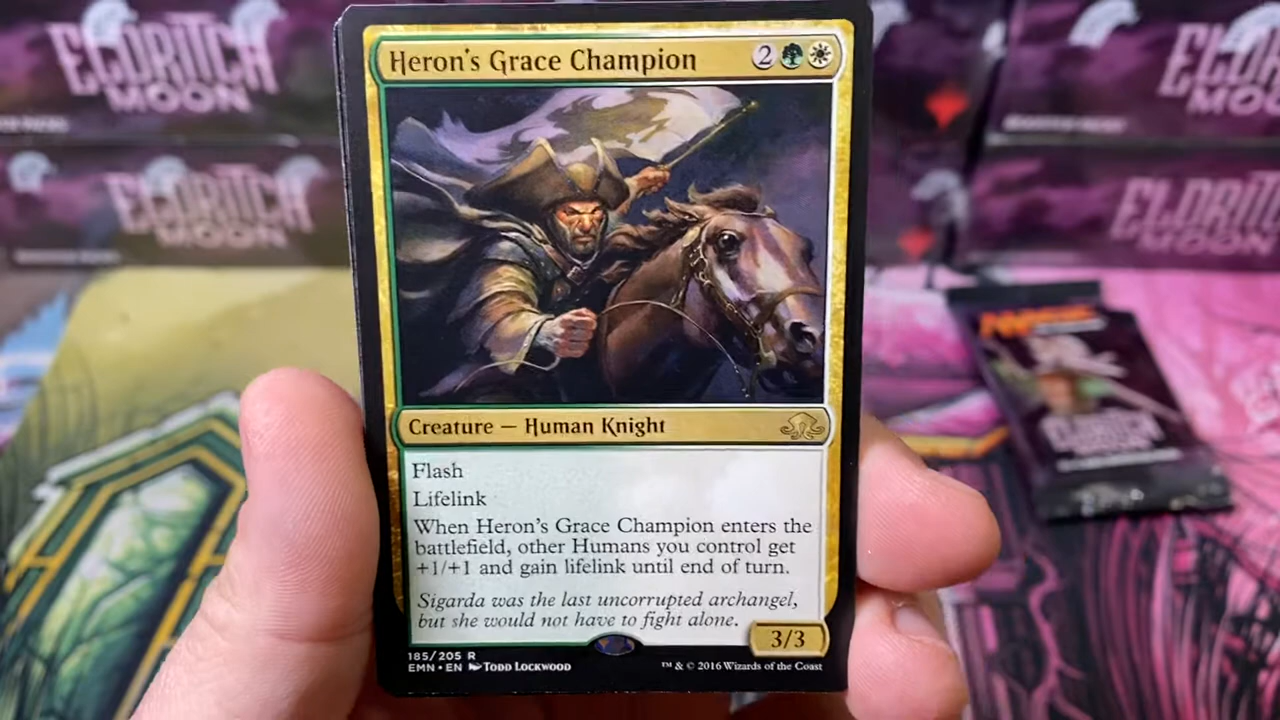 ELDRITCH
MOON
ELDRITCH
MOON
Heron's Grace Champion 2
Creature — Human Knight
Flash
Lifelink
When Heron's Grace Champion enters the
battlefield, other Humans you control get
+1/+1 and gain lifelink until end of turn.
Sigarda was the last uncorrupted archangel,
but she would not have to fight alone.
3/3
185/205 R
EMN • EN Todd Lockwood
™ & © 2016 Wizards of the Coast
MOON
MOON
MAGIC
ELDRITCH
MOON